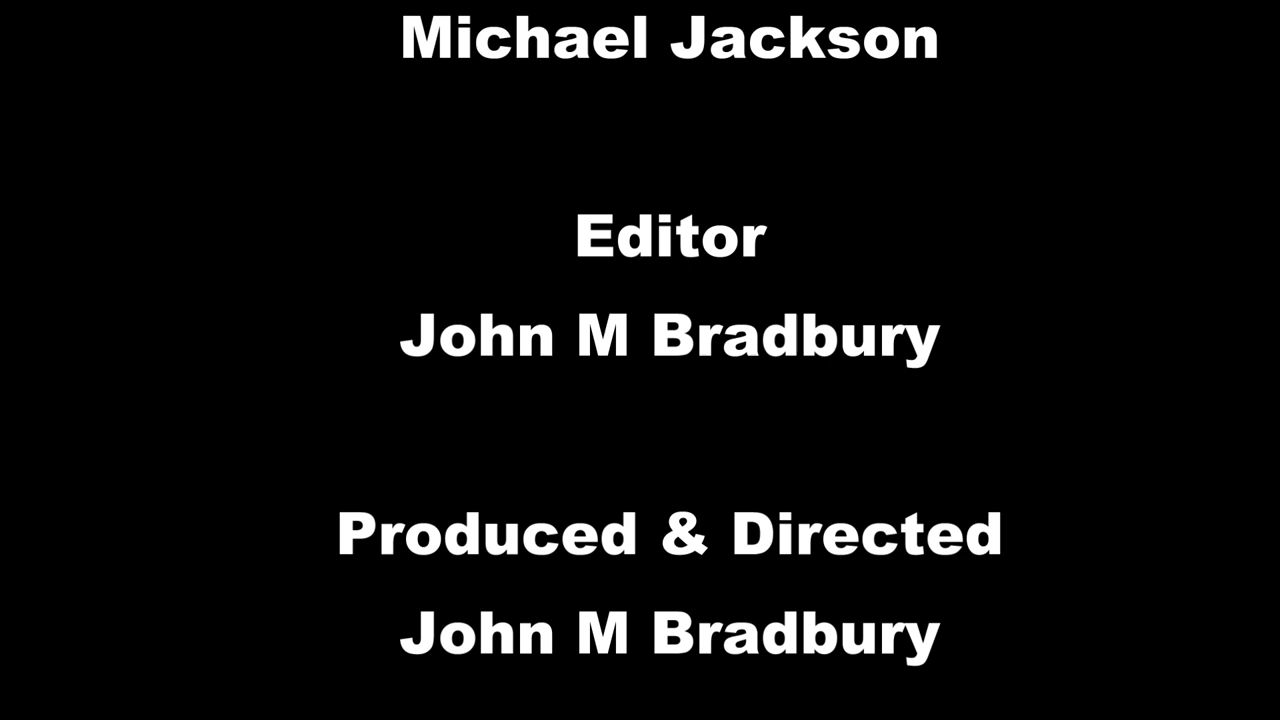 Michael Jackson
Editor
John M Bradbury
Produced & Directed
John M Bradbury